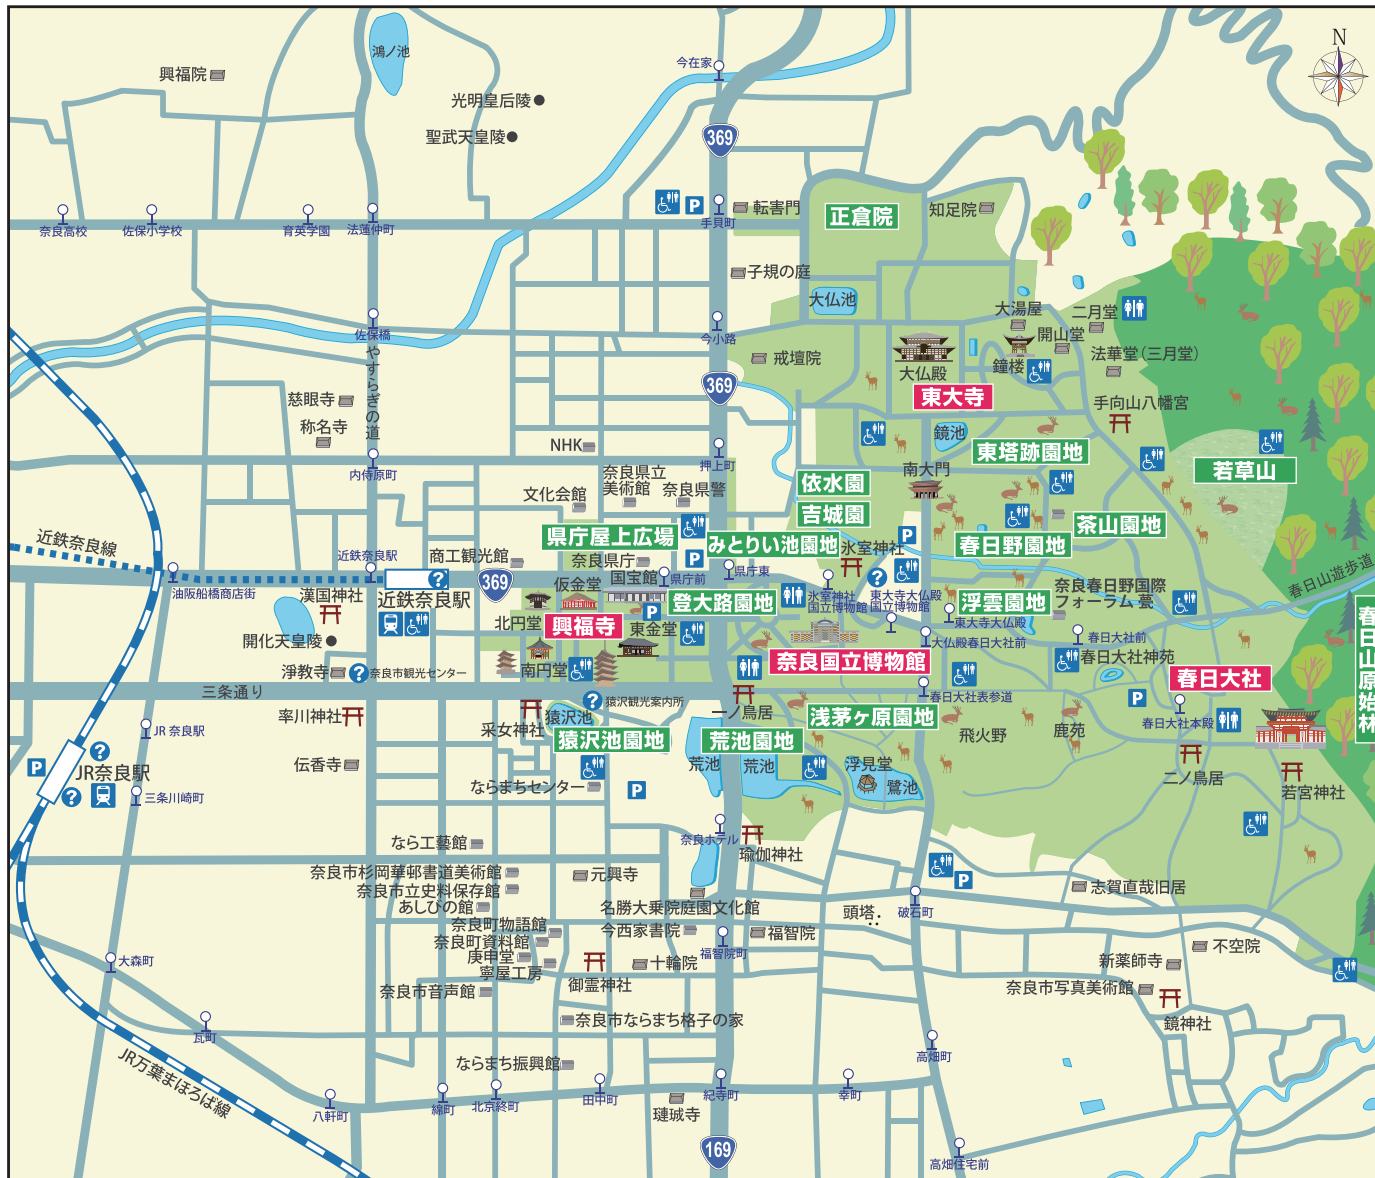 N
鴻ノ池
興福院
今在家
光明皇后陵
聖武天皇陵
369
奈良高校
佐保小学校
育英学園
法蓮仲町
P
手貝町
転害門
正倉院
知足院
子規の庭
大仏池
佐保橋
今小路
大湯屋
二月堂
開山堂
戒壇院
大仏殿
鐘楼
法華堂(三月堂)
やすらぎの道
369
東大寺
慈眼寺
手向山八幡宮
称名寺
鏡池
NHK
押上町
東塔跡園地
内侍原町
奈良県立
美術館
南大門
若草山
依水園
文化会館
奈良県警
吉城園
茶山園地
近鉄奈良線
県庁屋上広場
みとりい池園地
P
春日野園地
氷室神社
近鉄奈良駅
商工観光館
奈良県庁
P
国宝館
県庁前
県庁東
春日山遊歩道
油阪船橋商店街
漢国神社
?
近鉄奈良駅
369
仮金堂
登大路園地
氷室神社
国立博物館
?
東大寺大仏殿
国立博物館
浮雲園地
奈良春日野国際
フォーラム 甍
北円堂
興福寺
P
東金堂
東大寺大仏殿
開化天皇陵
大仏殿春日大社前
春日大社前
春日山原始林
淨教寺
?
奈良市観光センター
南円堂
奈良国立博物館
春日大社神苑
春日大社
三条通り
?
猿沢観光案内所
春日大社表参道
P
率川神社
猿沢池
一ノ鳥居
浅茅ヶ原園地
春日大社本殿
JR 奈良駅
采女神社
猿沢池園地
荒池園地
飛火野
鹿苑
P
?
JR奈良駅
伝香寺
荒池
荒池
浮見堂
二ノ鳥居
?
三条川崎町
ならまちセンター
P
鷺池
若宮神社
なら工藝館
奈良ホテル
瑜伽神社
奈良市杉岡華邨書道美術館
元興寺
P
奈良市立史料保存館
志賀直哉旧居
あしびの館
名勝大乗院庭園文化館
頭塔
破石町
奈良町物語館
今西家書院
福智院
奈良町資料館
福智院町
不空院
庚申堂
大森町
寧屋工房
十輪院
新薬師寺
奈良市音声館
御霊神社
奈良市写真美術館
奈良市ならまち格子の家
鏡神社
瓦町
JR万葉まほろば線
ならまち振興館
高畑町
八軒町
綿町
北京終町
田中町
紀寺町
幸町
璉珹寺
169
高畑住宅前